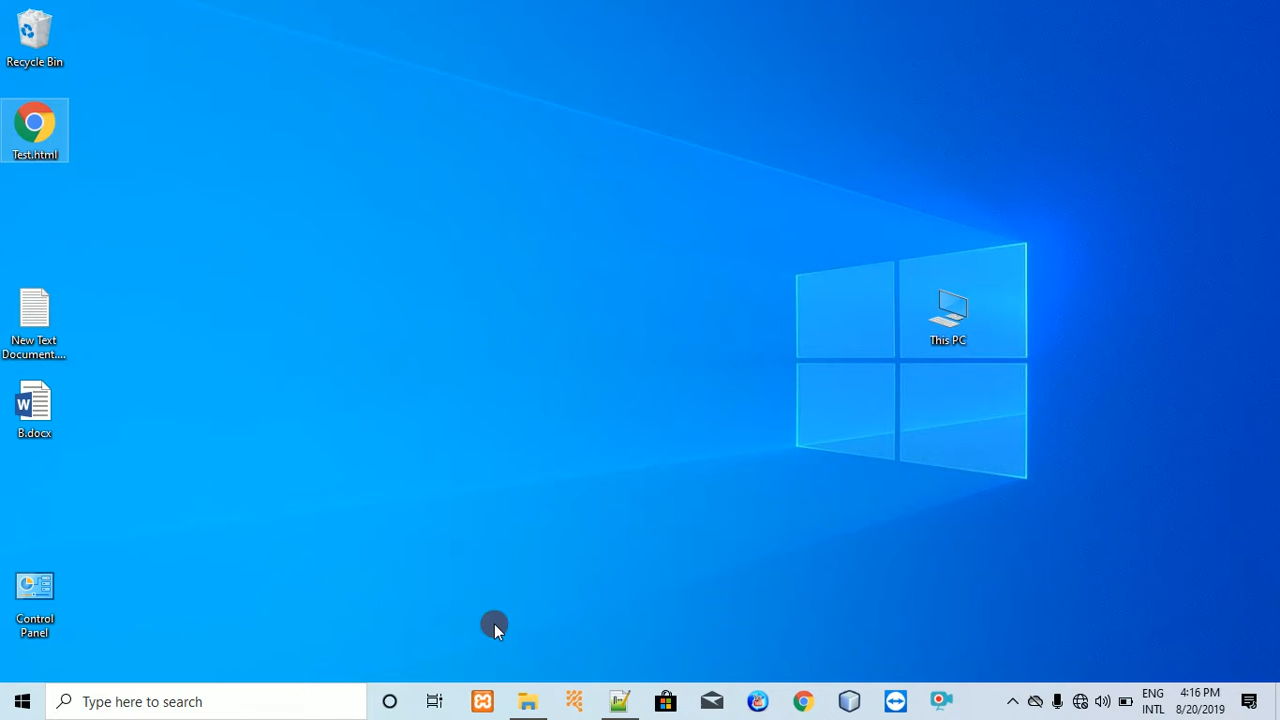 Recycle Bin
Test.html
New Text
Document....
B.docx
Control
Panel
This PC
Type here to search
ENG
INTL
4:16 PM
8/20/2019